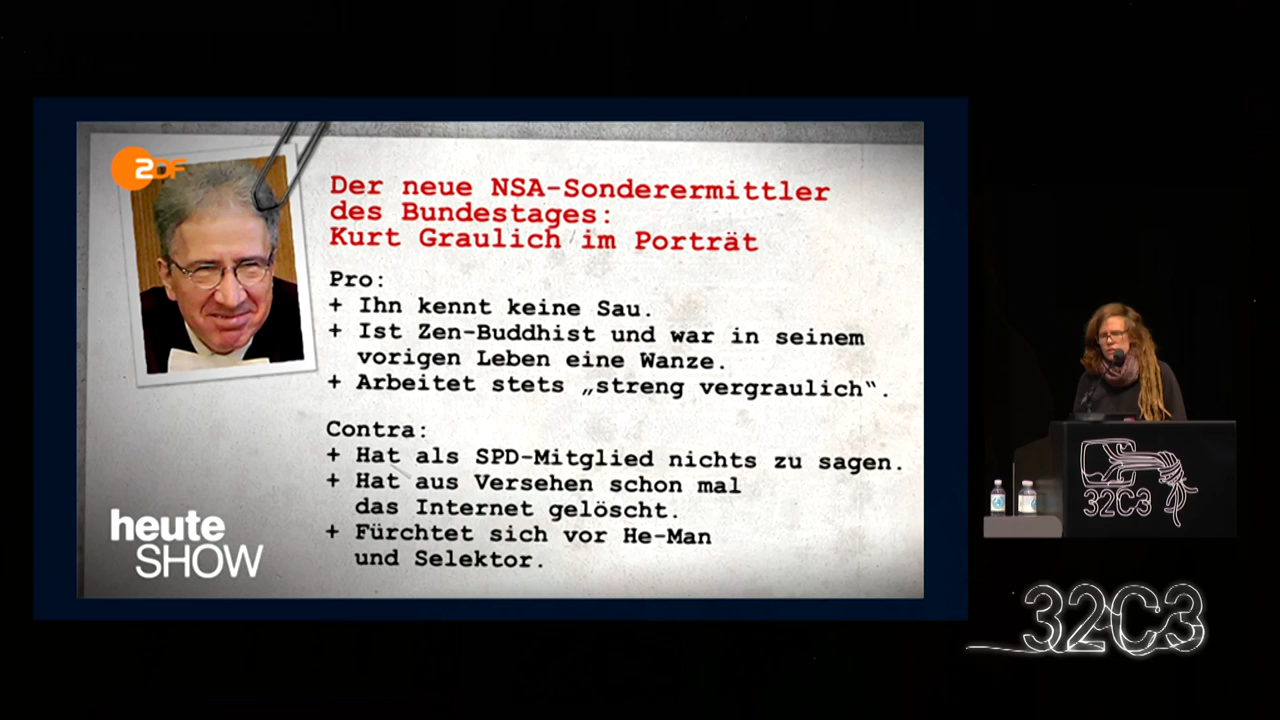 2DF
Der neue NSA-Sonderermittler
des Bundestages:
Kurt Graulich im Porträt
Pro:
+ Ihn kennt keine Sau.
+ Ist Zen-Buddhist und war in seinem
vorigen Leben eine Wanze.
+ Arbeitet stets „streng vergraulich“.
Contra:
+ Hat als SPD-Mitglied nichts zu sagen.
+ Hat aus Versehen schon mal
das Internet gelöscht.
+ Fürchtet sich vor He-Man
und Selektor.
heute
SHOW
32C3
32C3